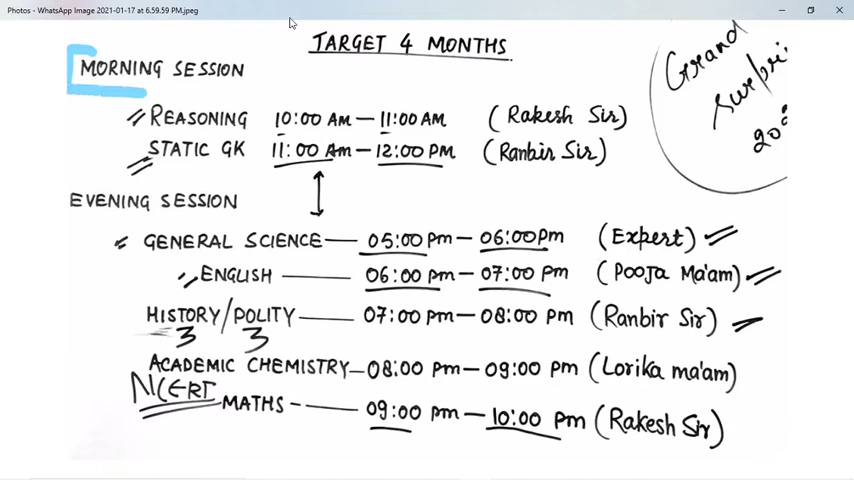 Photos - WhatsApp Image 2021-01-17 at 6.59.59 PM.jpeg
TARGET 4 MONTHS
MORNING SESSION
REASONING 10:00 AM — 11:00 AM (Rakesh Sir)
STATIC GK 11:00 Am — 12:00 PM (Ranbir Sir)
EVENING SESSION
GENERAL SCIENCE — 05:00 Pm — 06:00 Pm (Expert)
ENGLISH — 06:00 Pm — 07:00 Pm (POOJA Ma'am)
HISTORY/POLITY — 07:00 Pm — 08:00 Pm (Ranbir Sir)
3 3
ACADEMIC CHEMISTRY — 08:00 Pm — 09:00 Pm (Lorika ma'am)
NCERT
MATHS - — 09:00 Pm — 10:00 Pm (Rakesh Sir)
Grand